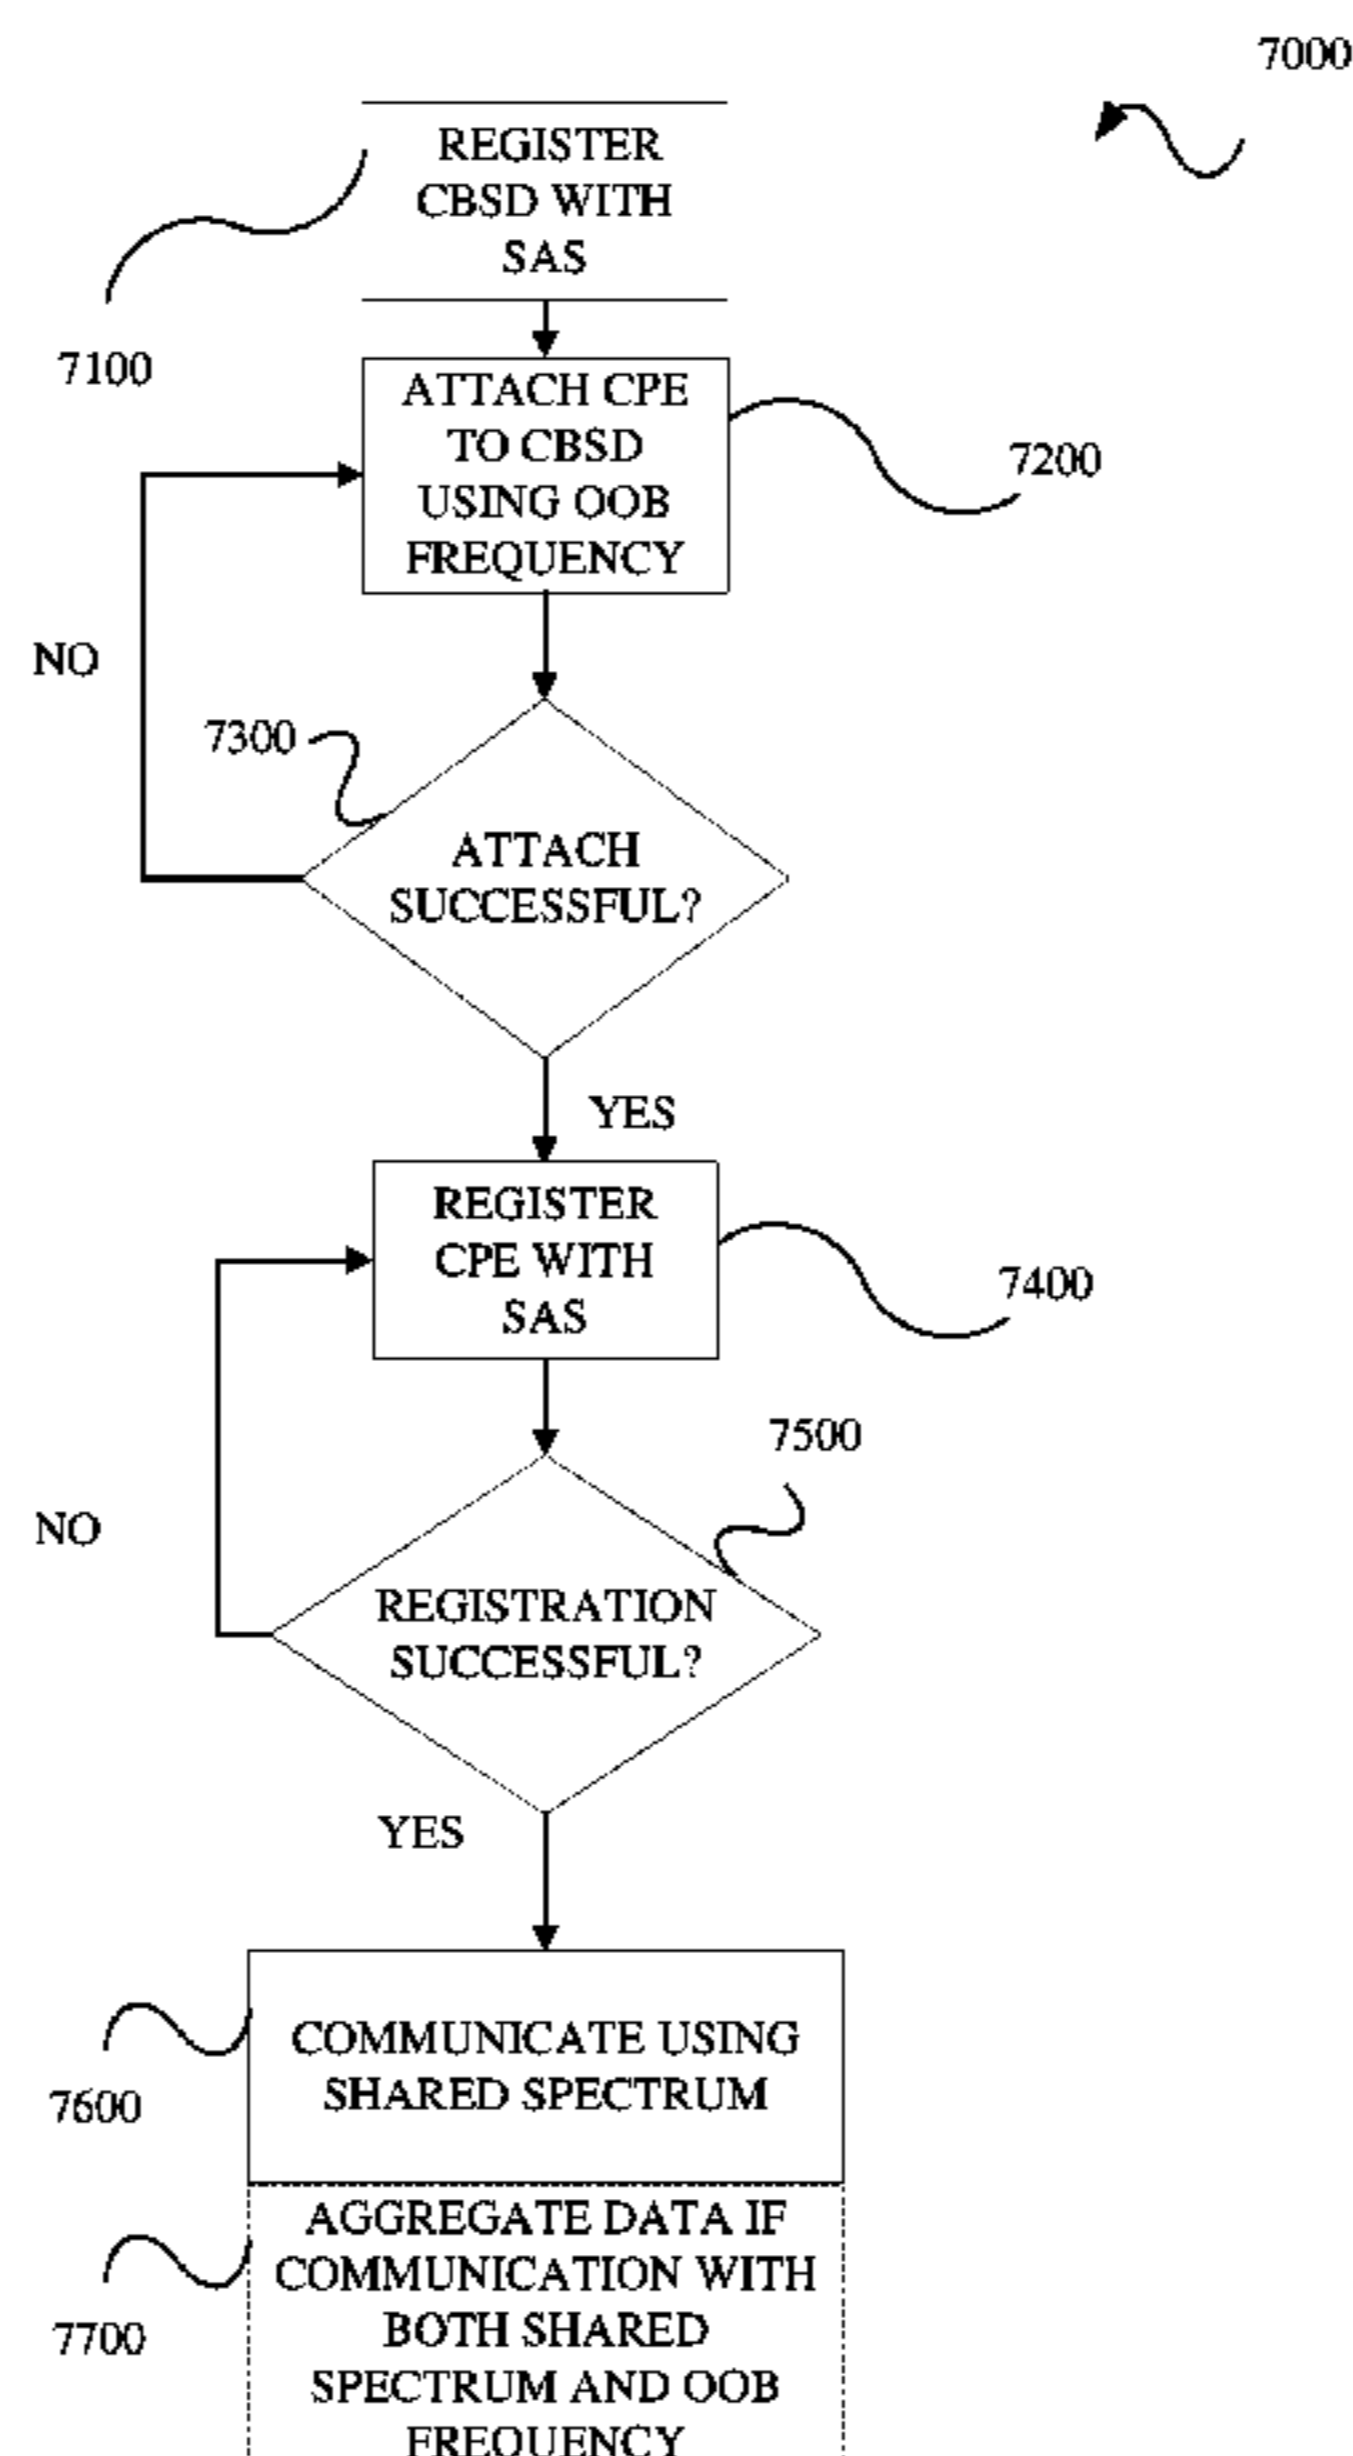 7000
REGISTER
CBSD WITH
SAS
7100
ATTACH CPE
TO CBSD
USING OOB
FREQUENCY
7200
NO
7300
ATTACH
SUCCESSFUL?
YES
REGISTER
CPE WITH
SAS
7400
7500
NO
REGISTRATION
SUCCESSFUL?
YES
COMMUNICATE USING
SHARED SPECTRUM
7600
AGGREGATE DATA IF
COMMUNICATION WITH
BOTH SHARED
SPECTRUM AND OOB
FREQUENCY
7700